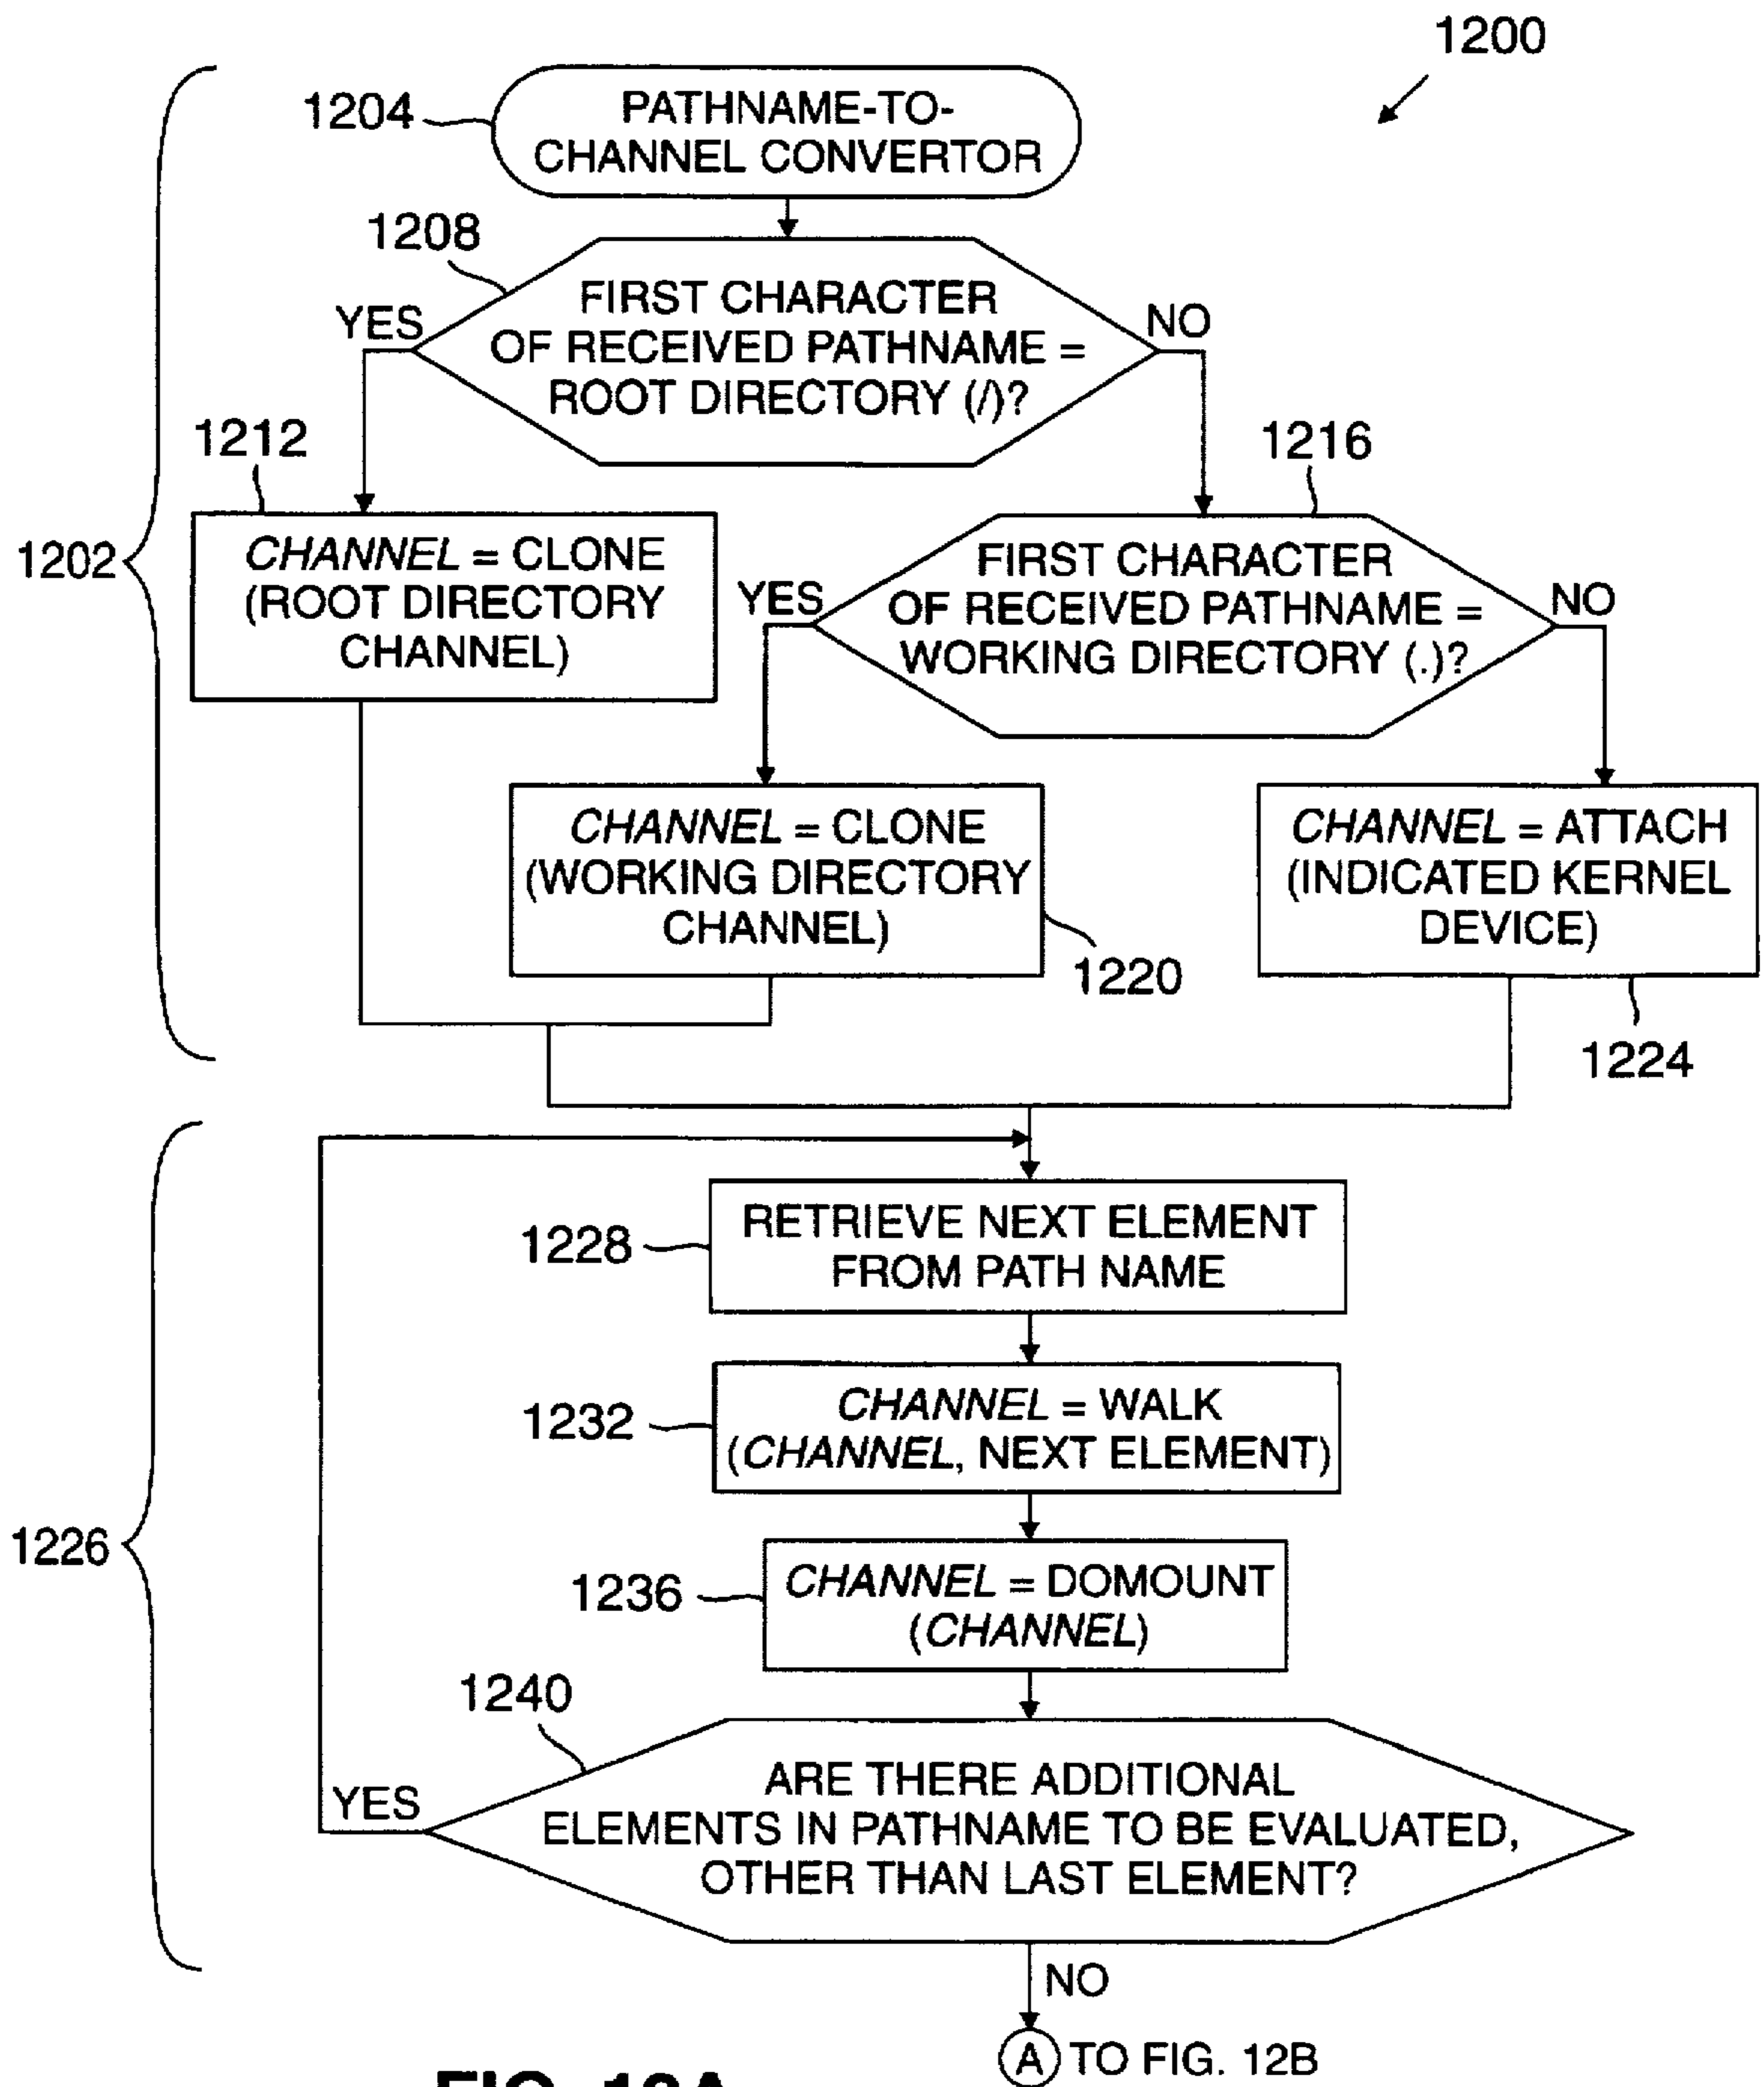 1200
1204
PATHNAME-TO-
CHANNEL CONVERTOR
1208
YES
FIRST CHARACTER
OF RECEIVED PATHNAME =
ROOT DIRECTORY (/)?
NO
1202
1212
CHANNEL = CLONE
(ROOT DIRECTORY
CHANNEL)
1216
YES
FIRST CHARACTER
OF RECEIVED PATHNAME =
WORKING DIRECTORY (.)?
NO
CHANNEL = CLONE
(WORKING DIRECTORY
CHANNEL)
1220
CHANNEL = ATTACH
(INDICATED KERNEL
DEVICE)
1224
1226
1228
RETRIEVE NEXT ELEMENT
FROM PATH NAME
1232
CHANNEL = WALK
(CHANNEL, NEXT ELEMENT)
1236
CHANNEL = DOMOUNT
(CHANNEL)
1240
YES
ARE THERE ADDITIONAL
ELEMENTS IN PATHNAME TO BE EVALUATED,
OTHER THAN LAST ELEMENT?
NO
A TO FIG. 12B
FIG. 12A